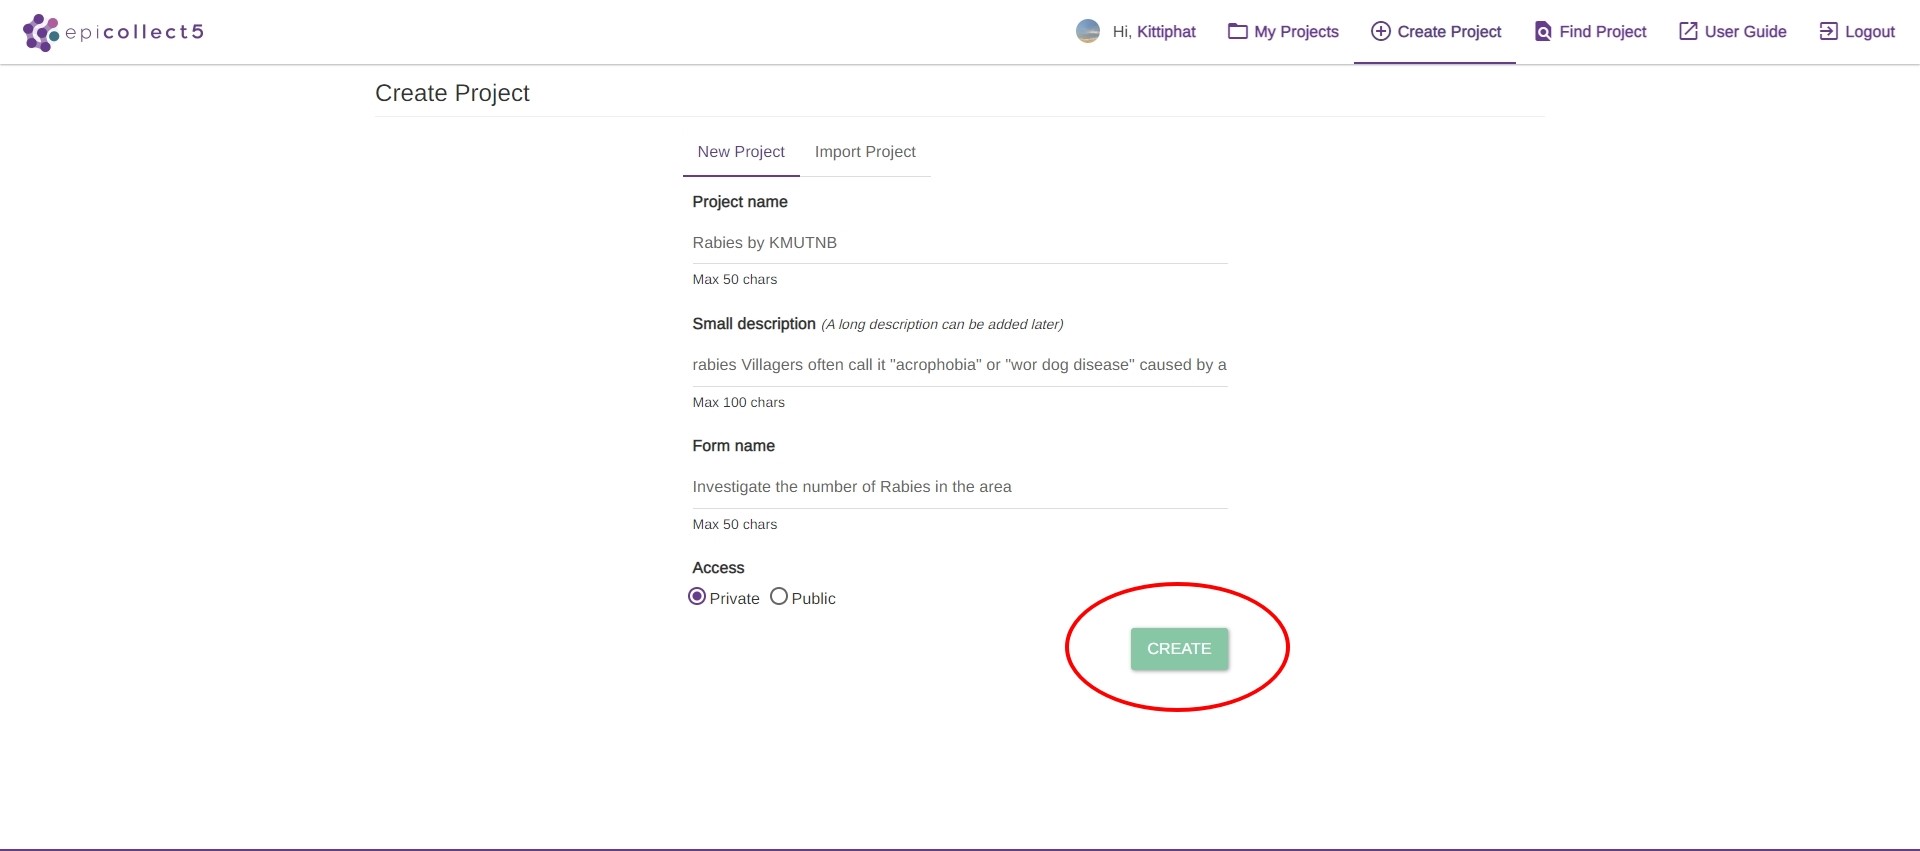 epicollect5
Hi, Kittiphat My Projects Create Project Find Project User Guide Logout
Create Project
New Project Import Project
Project name
Rabies by KMUTNB
Max 50 chars
Small description (A long description can be added later)
rabies Villagers often call it "acrophobia" or "wor dog disease" caused by a
Max 100 chars
Form name
Investigate the number of Rabies in the area
Max 50 chars
Access
Private Public
CREATE